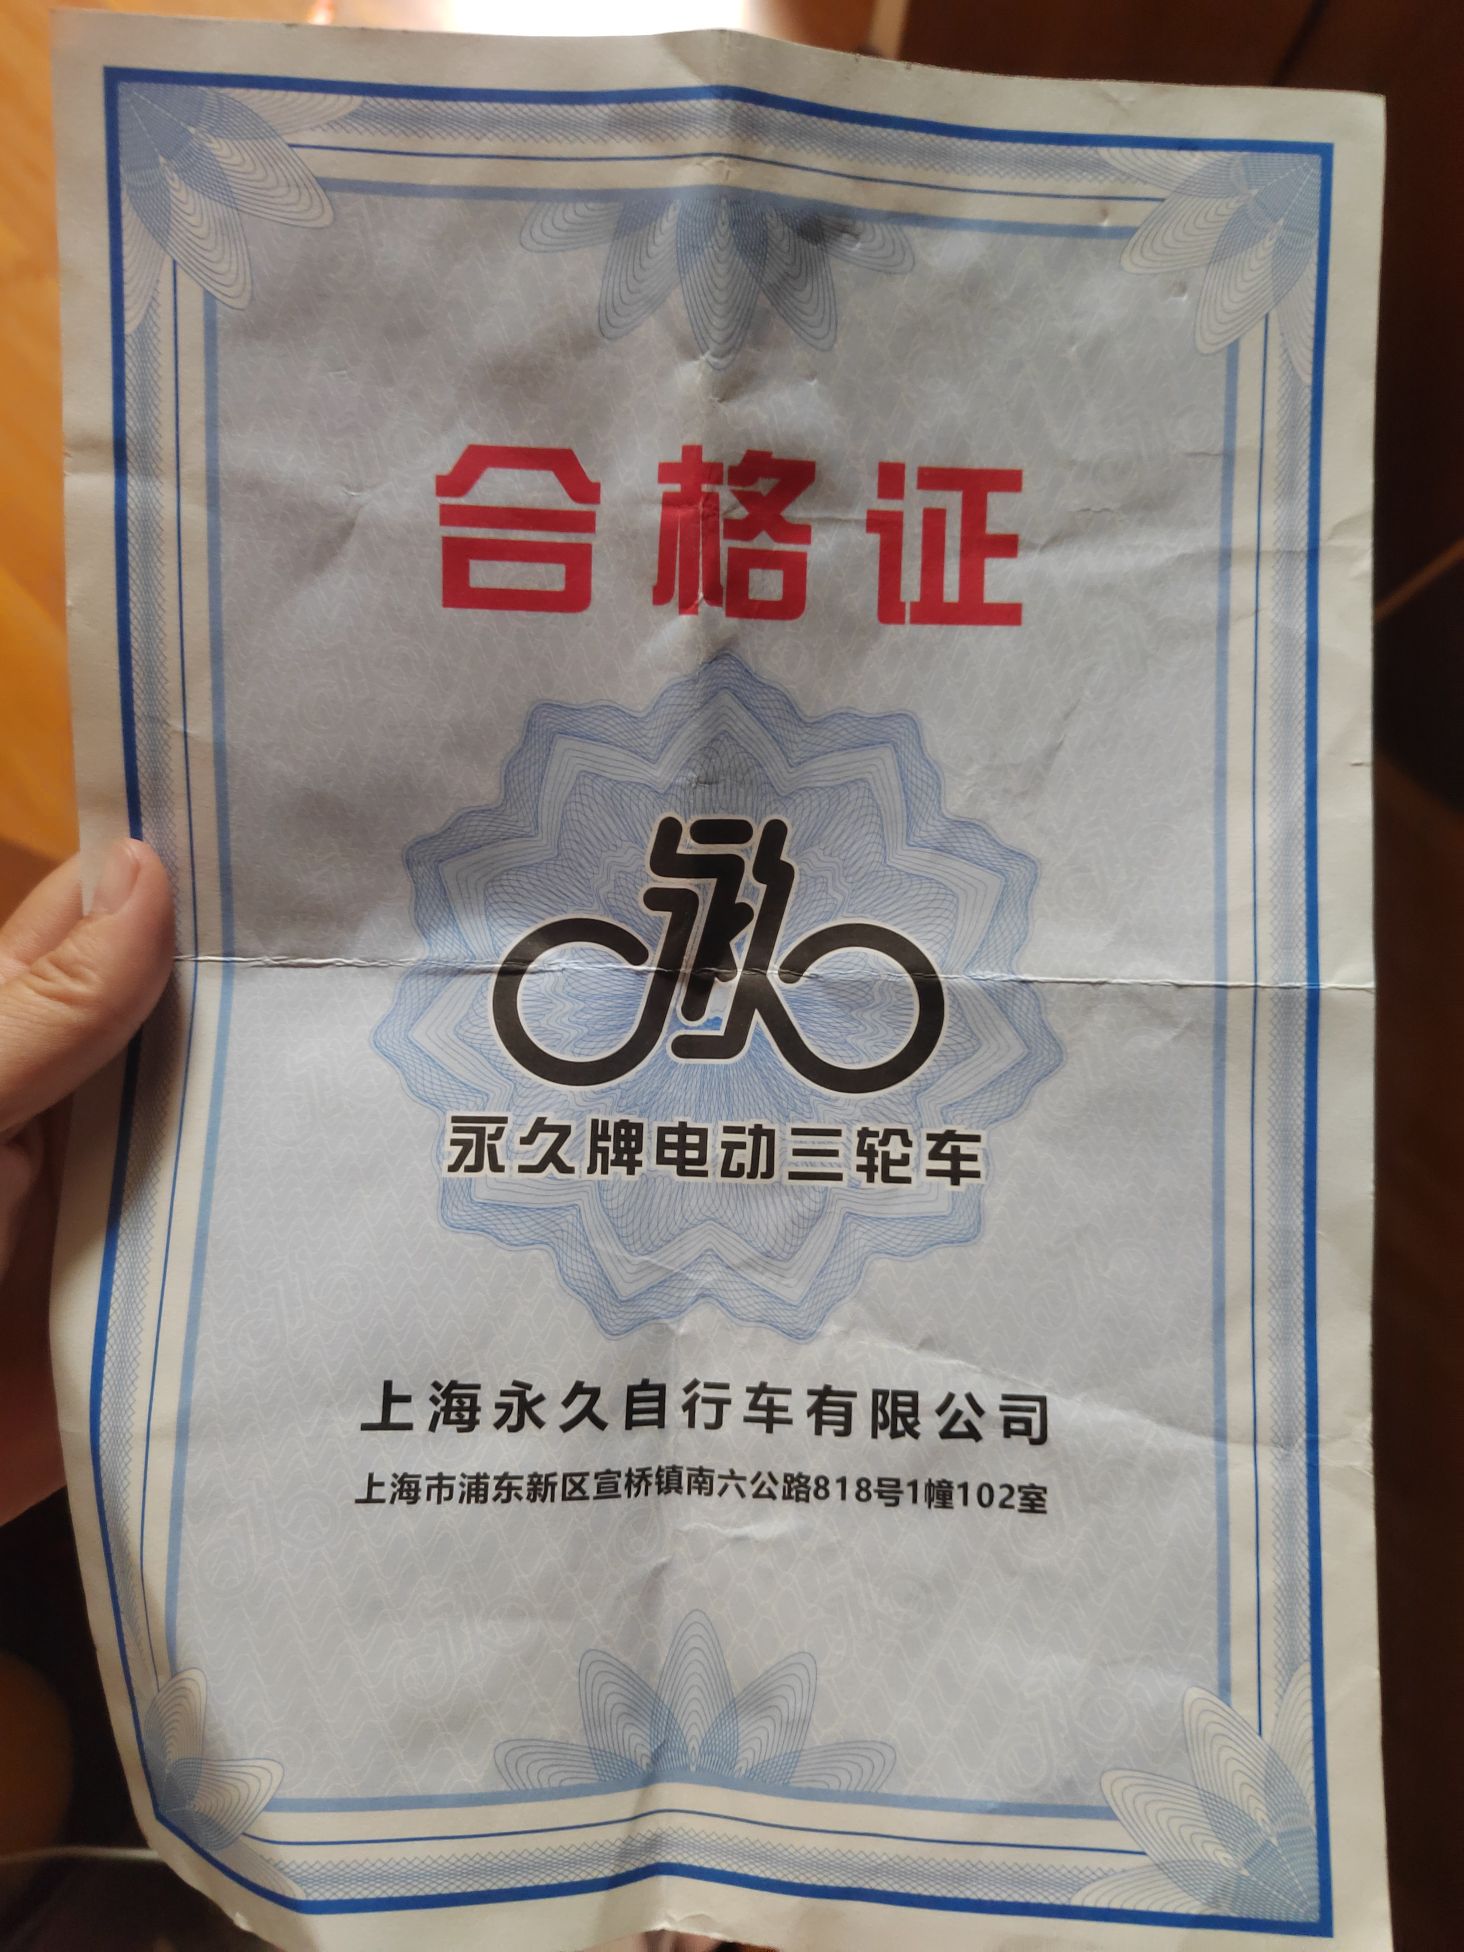 合格证
永久牌电动三轮车
上海永久自行车有限公司
上海市浦东新区宣桥镇南六公路818号1幢102室